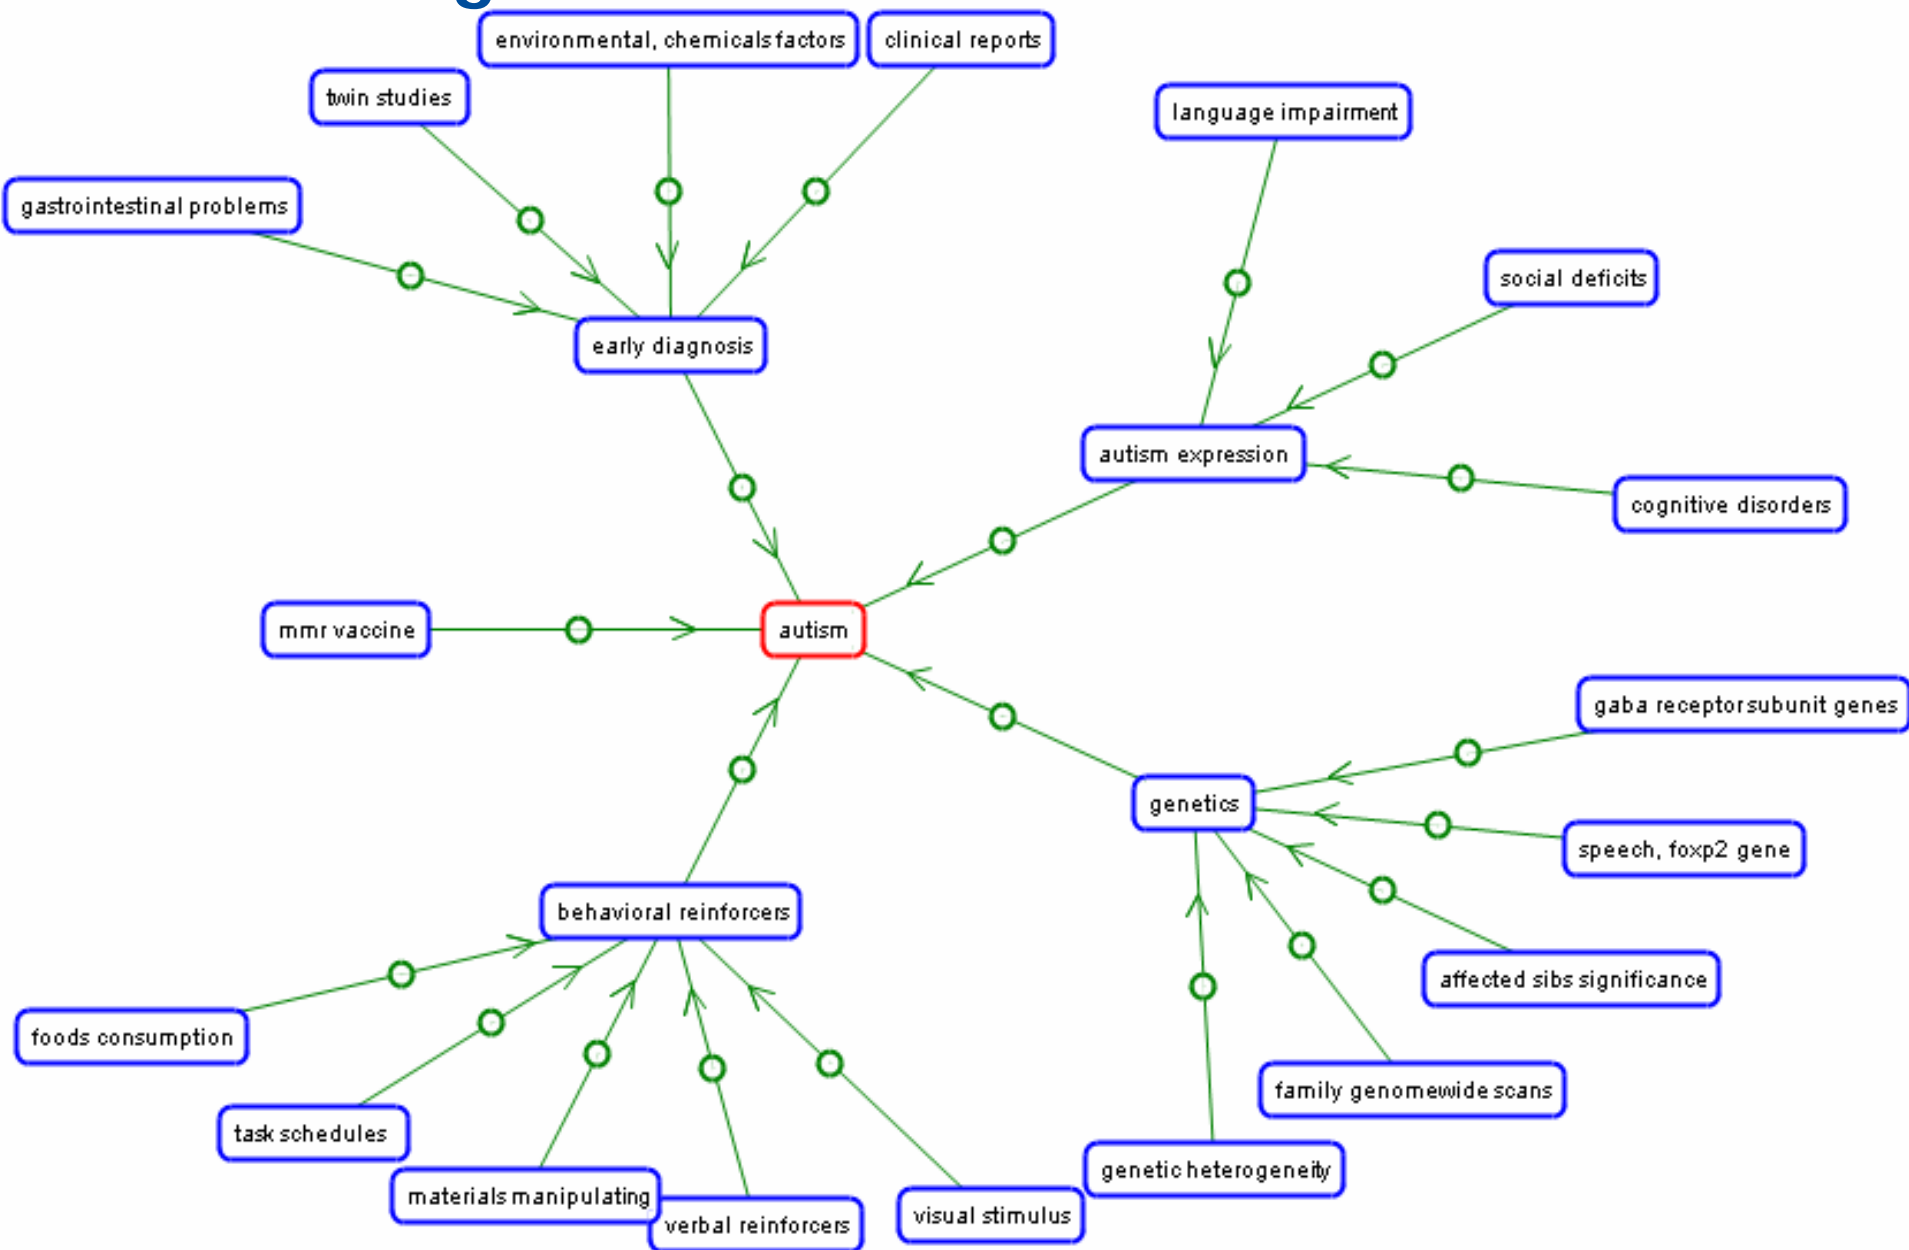 environmental, chemicals factors
clinical reports
twin studies
language impairment
gastrointestinal problems
social deficits
early diagnosis
autism expression
cognitive disorders
mmr vaccine
autism
gaba receptor subunit genes
genetics
speech, foxp2 gene
behavioral reinforcers
affected sibs significance
foods consumption
family genomewide scans
task schedules
genetic heterogeneity
materials manipulating
verbal reinforcers
visual stimulus